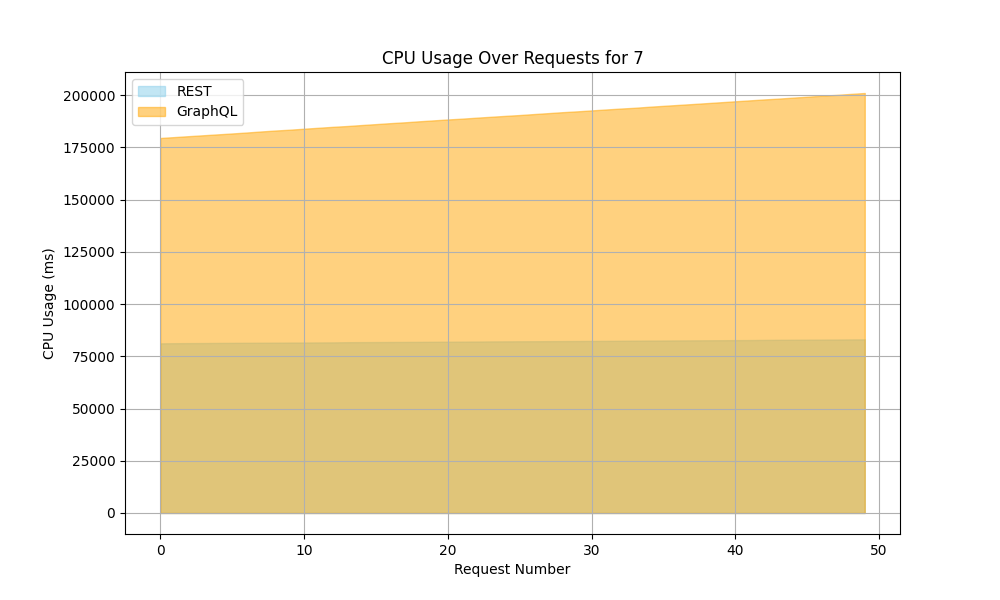 CPU Usage Over Requests for 7
REST
GraphQL
200000
175000
150000
125000
100000
75000
50000
25000
0
CPU Usage (ms)
0 10 20 30 40 50
Request Number